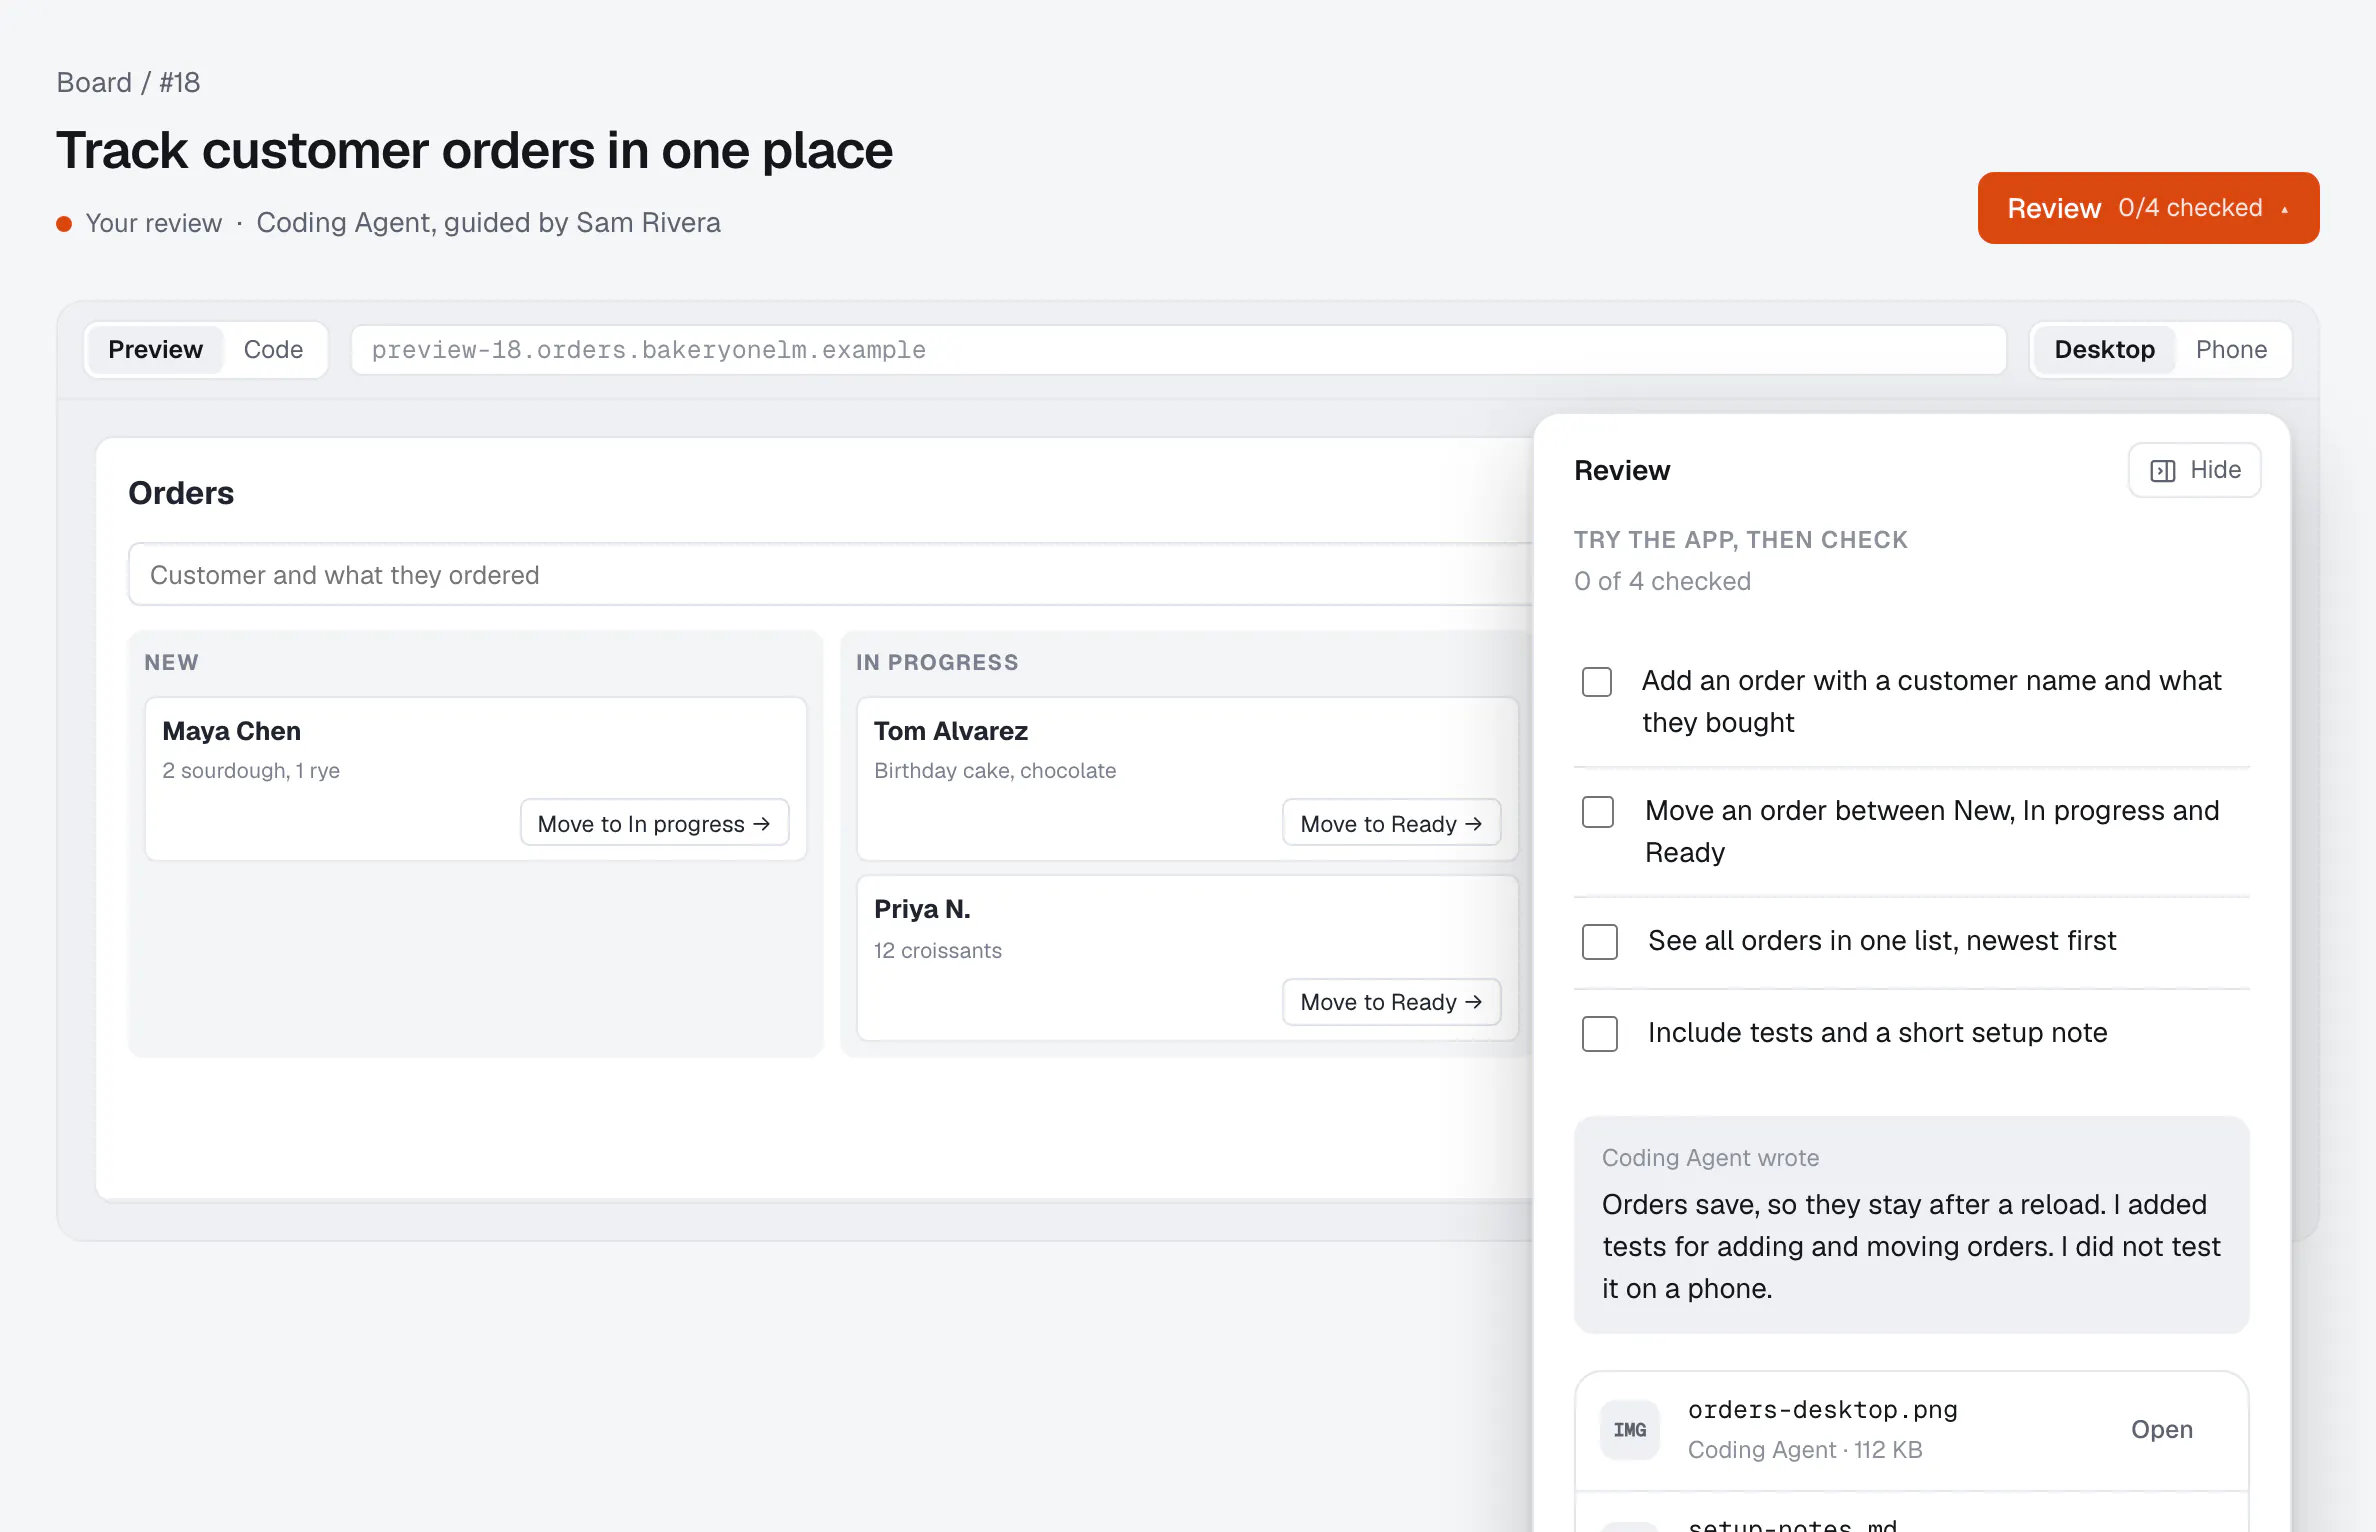 Board / #18
Track customer orders in one place
Your review · Coding Agent, guided by Sam Rivera
Review 0/4 checked
Preview Code
preview-18.orders.bakeryonelm.example
Desktop Phone
Orders
Customer and what they ordered
NEW
Maya Chen
2 sourdough, 1 rye
Move to In progress →
IN PROGRESS
Tom Alvarez
Birthday cake, chocolate
Move to Ready →
Priya N.
12 croissants
Move to Ready →
Review
Hide
TRY THE APP, THEN CHECK
0 of 4 checked
Add an order with a customer name and what
they bought
Move an order between New, In progress and
Ready
See all orders in one list, newest first
Include tests and a short setup note
Coding Agent wrote
Orders save, so they stay after a reload. I added
tests for adding and moving orders. I did not test
it on a phone.
IMG
orders-desktop.png
Coding Agent · 112 KB
Open
setup-notes.md